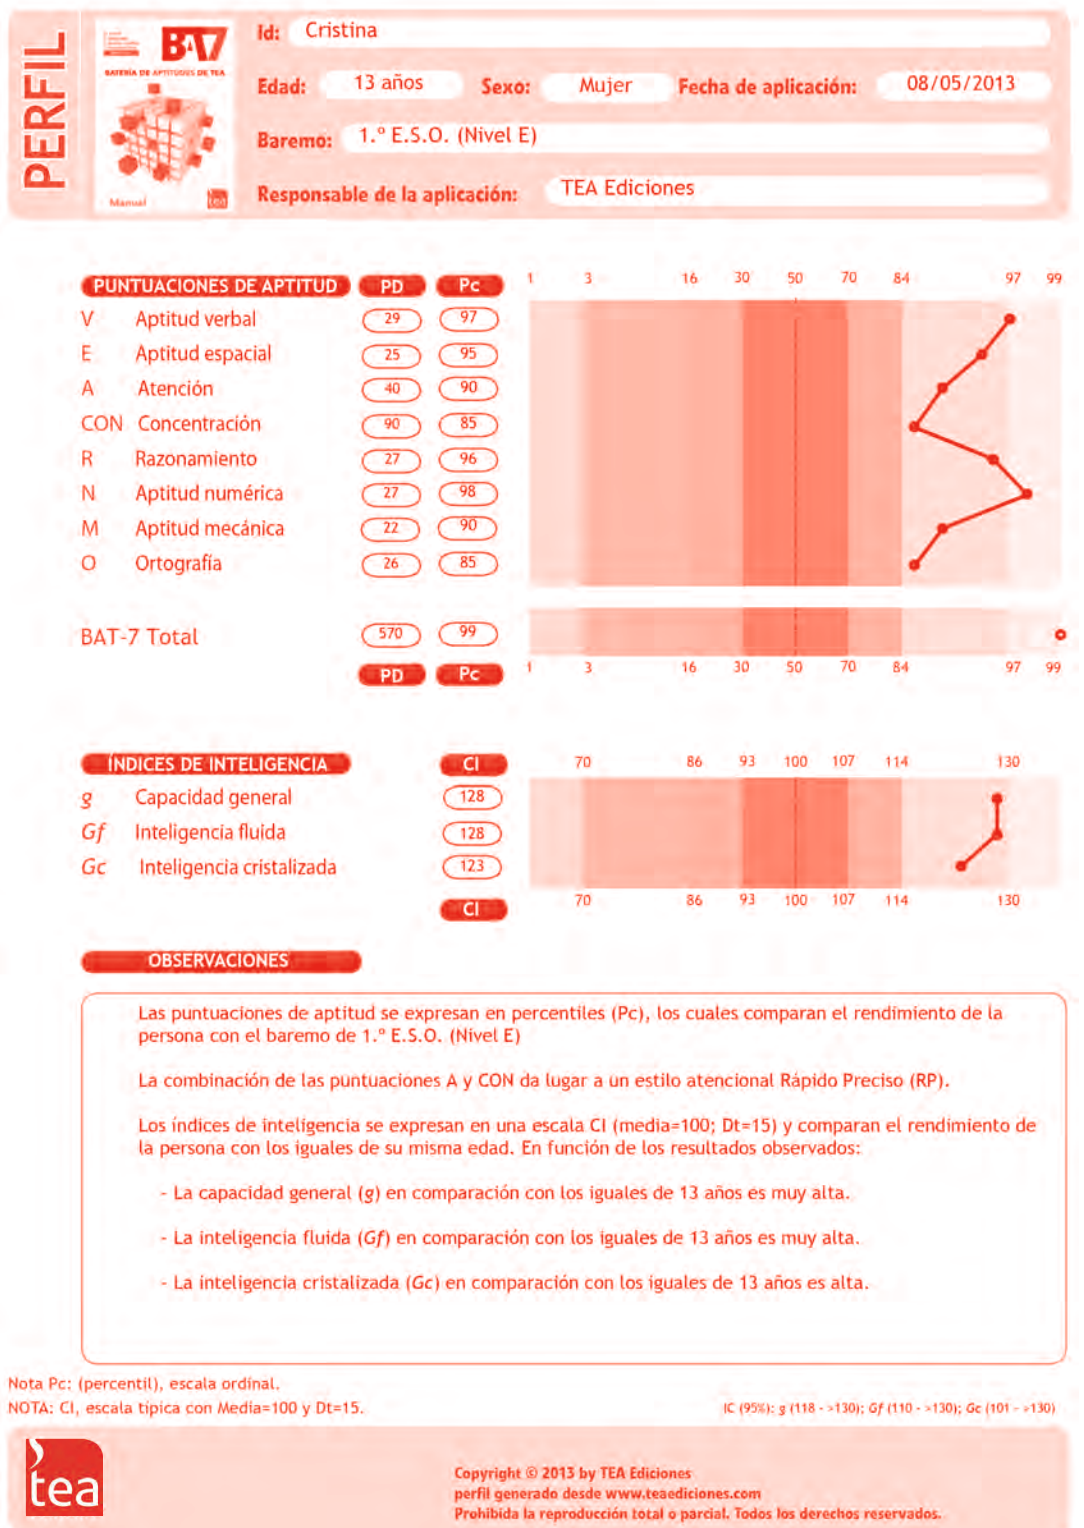 PERFIL
BAT7
BATERÍA DE APTITUDES DE TEA
Manual
tea
Id: Cristina
Edad: 13 años Sexo: Mujer Fecha de aplicación: 08/05/2013
Baremo: 1.º E.S.O. (Nivel E)
Responsable de la aplicación: TEA Ediciones
PUNTUACIONES DE APTITUD PD Pc 1 3 16 30 50 70 84 97 99
V Aptitud verbal 29 97
E Aptitud espacial 25 95
A Atención 40 90
CON Concentración 90 85
R Razonamiento 27 96
N Aptitud numérica 27 98
M Aptitud mecánica 22 90
O Ortografía 26 85
BAT-7 Total 570 99
PD Pc 1 3 16 30 50 70 84 97 99
ÍNDICES DE INTELIGENCIA CI 70 86 93 100 107 114 130
g Capacidad general 128
Gf Inteligencia fluida 128
Gc Inteligencia cristalizada 123
CI 70 86 93 100 107 114 130
OBSERVACIONES
Las puntuaciones de aptitud se expresan en percentiles (Pc), los cuales comparan el rendimiento de la
persona con el baremo de 1.º E.S.O. (Nivel E)
La combinación de las puntuaciones A y CON da lugar a un estilo atencional Rápido Preciso (RP).
Los índices de inteligencia se expresan en una escala CI (media=100; Dt=15) y comparan el rendimiento de
la persona con los iguales de su misma edad. En función de los resultados observados:
- La capacidad general (g) en comparación con los iguales de 13 años es muy alta.
- La inteligencia fluida (Gf) en comparación con los iguales de 13 años es muy alta.
- La inteligencia cristalizada (Gc) en comparación con los iguales de 13 años es alta.
Nota Pc: (percentil), escala ordinal.
NOTA: CI, escala típica con Media=100 y Dt=15. IC (95%): g (118 - >130); Gf (110 - >130); Gc (101 - >130)
tea
Copyright © 2013 by TEA Ediciones
perfil generado desde www.teaediciones.com
Prohibida la reproducción total o parcial. Todos los derechos reservados.